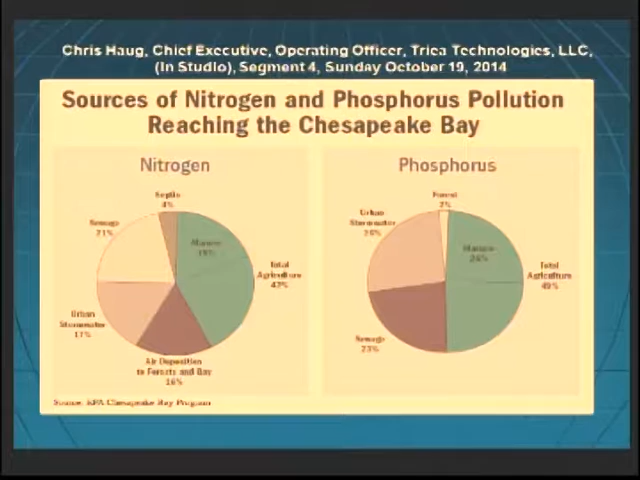 Chris Haug, Chief Executive, Operating Officer, Trica Technologies, LLC,
(In Studio), Segment 4, Sunday October 19, 2014
Sources of Nitrogen and Phosphorus Pollution
Reaching the Chesapeake Bay
Nitrogen
Septic
4%
Sewage
21%
Manure
Total
Agriculture
42%
Urban
Stormwater
17%
Air Deposition
to Forests and Bay
16%
Phosphorus
Forest
2%
Urban
Stormwater
Manure
26%
Total
Agriculture
49%
Sewage
23%
Source: EPA Chesapeake Bay Program